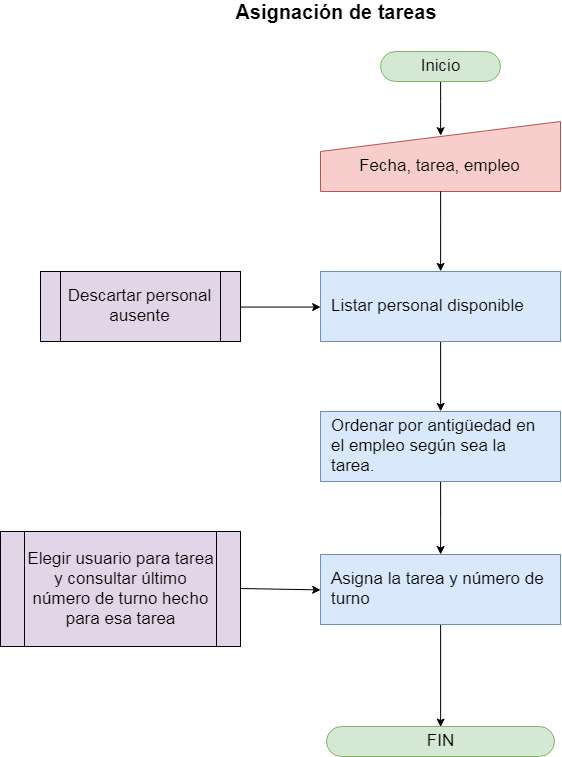 Asignación de tareas
Inicio
Fecha, tarea, empleo
Descartar personal
ausente
Listar personal disponible
Ordenar por antigüedad en
el empleo según sea la
tarea.
Elegir usuario para tarea
y consultar último
número de turno hecho
para esa tarea
Asigna la tarea y número de
turno
FIN